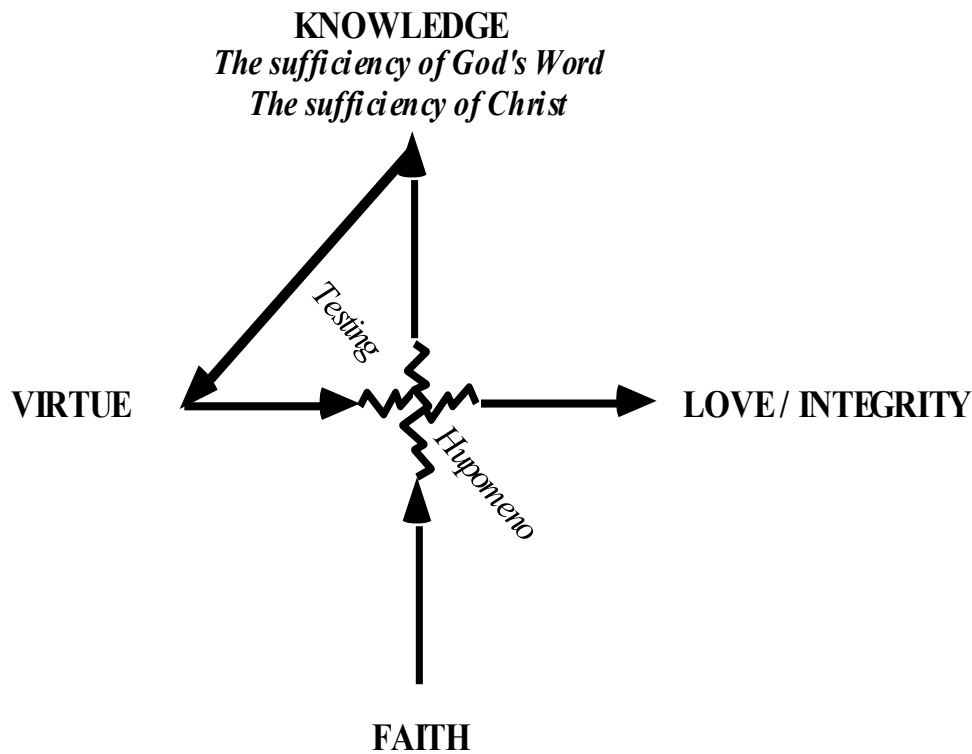 KNOWLEDGE
The sufficiency of God's Word
The sufficiency of Christ
Testing
VIRTUE
LOVE / INTEGRITY
Hupomeno
FAITH